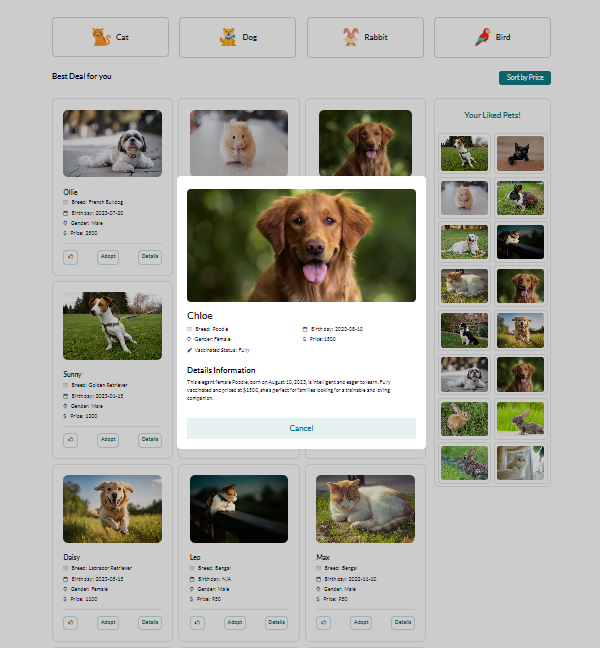 Cat
Dog
Rabbit
Bird
Best Deal for you
Sort by Price
Your Liked Pets!
Ollie
Breed: French Bulldog
Birthday: 2023-07-20
Gender: Male
Price: 2500
Adopt
Details
Sunny
Breed: Golden Retriever
Birthday: 2023-01-15
Gender: Male
Price: 1200
Adopt
Details
Chloe
Breed: Poodle
Birthday: 2023-08-10
Gender: Female
Price: 1500
Vaccinated Status: Fully
Details Information
This elegant female Poodle, born on August 10, 2023, is intelligent and eager to learn. Fully
vaccinated and priced at $1500, she's perfect for families looking for a trainable and loving
companion.
Cancel
Daisy
Breed: Labrador Retriever
Birthday: 2023-05-15
Gender: Female
Price: 1100
Adopt
Details
Leo
Breed: Bengal
Birthday: N/A
Gender: Male
Price: 950
Adopt
Details
Max
Breed: Bengal
Birthday: 2022-11-10
Gender: Male
Price: 950
Adopt
Details